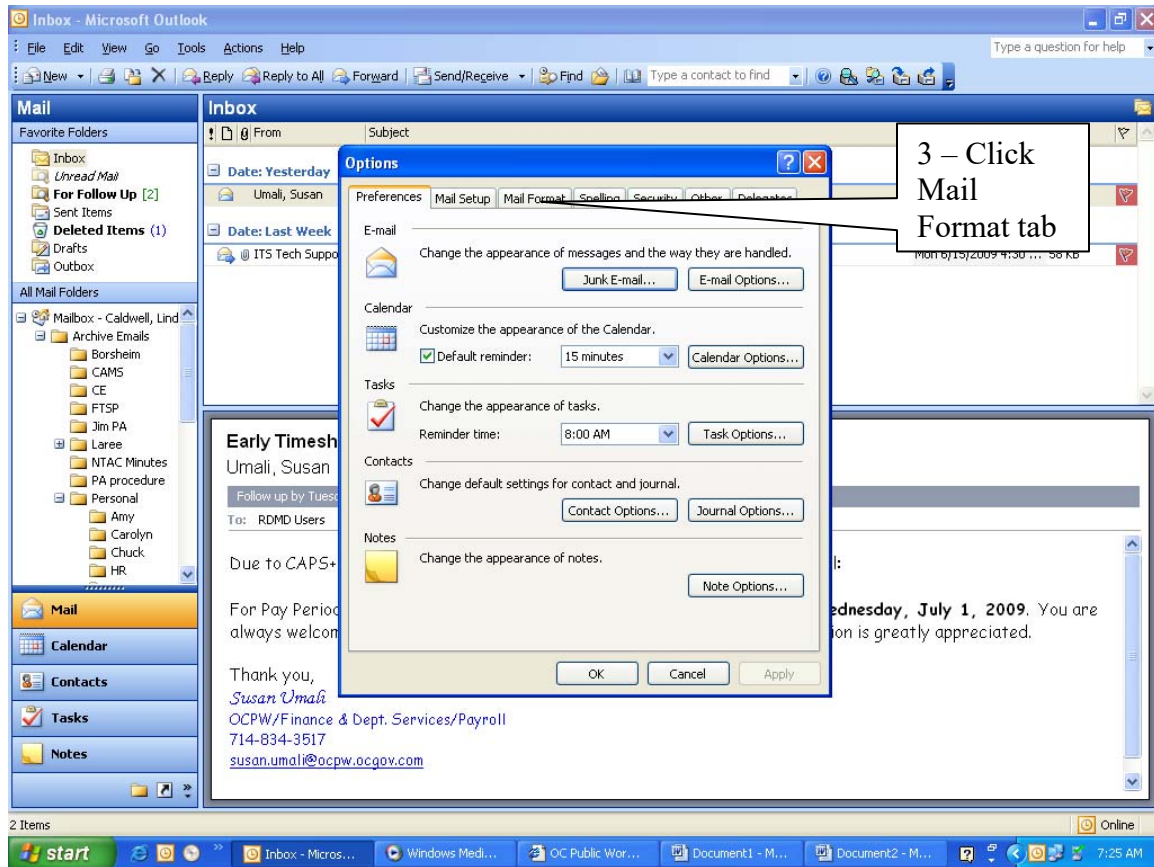 Inbox - Microsoft Outlook
File Edit View Go Tools Actions Help
Type a question for help
New Reply Reply to All Forward Send/Receive Find Type a contact to find
Mail
Favorite Folders
Inbox
Unread Mail
For Follow Up [2]
Sent Items
Deleted Items (1)
Drafts
Outbox
All Mail Folders
Mailbox - Caldwell, Lind
Archive Emails
Borsheim
CAMS
CE
FTSP
Jim PA
Laree
NTAC Minutes
PA procedure
Personal
Amy
Carolyn
Chuck
HR
Mail
Calendar
Contacts
Tasks
Notes
Inbox
From Subject
Date: Yesterday
Umali, Susan
Date: Last Week
ITS Tech Suppo
Mon 6/15/2009 4:30 ... 58 KB
3 – Click
Mail
Format tab
Options
Preferences Mail Setup Mail Format Spelling Security Other Delegates
E-mail
Change the appearance of messages and the way they are handled.
Junk E-mail... E-mail Options...
Calendar
Customize the appearance of the Calendar.
Default reminder: 15 minutes Calendar Options...
Tasks
Change the appearance of tasks.
Reminder time: 8:00 AM Task Options...
Contacts
Change default settings for contact and journal.
Contact Options... Journal Options...
Notes
Change the appearance of notes.
Note Options...
OK Cancel Apply
Early Timesh
Umali, Susan
Follow up by Tues
To: RDMD Users
Due to CAPS+ l:
For Pay Period ednesday, July 1, 2009. You are
always welcom ion is greatly appreciated.
Thank you,
Susan Umali
OCPW/Finance & Dept. Services/Payroll
714-834-3517
susan.umali@ocpw.ocgov.com
2 Items
Online
start Inbox - Micros... Windows Medi... OC Public Wor... Document1 - M... Document2 - M... 7:25 AM